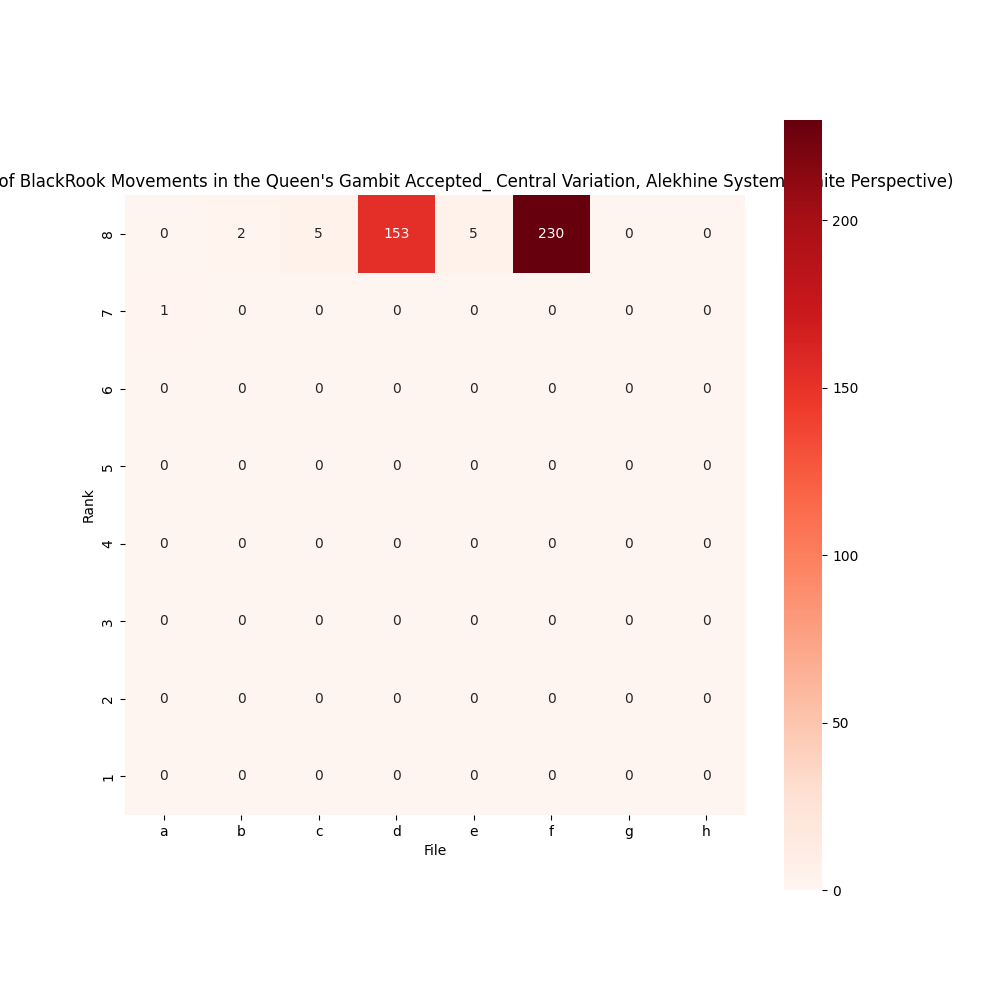 of BlackRook Movements in the Queen's Gambit Accepted_ Central Variation, Alekhine System ite Perspective)
8 0 2 5 153 5 230 0 0
7 1 0 0 0 0 0 0 0
6 0 0 0 0 0 0 0 0
5 0 0 0 0 0 0 0 0
4 0 0 0 0 0 0 0 0
3 0 0 0 0 0 0 0 0
2 0 0 0 0 0 0 0 0
1 0 0 0 0 0 0 0 0
a b c d e f g h
File
Rank
200
150
100
50
0